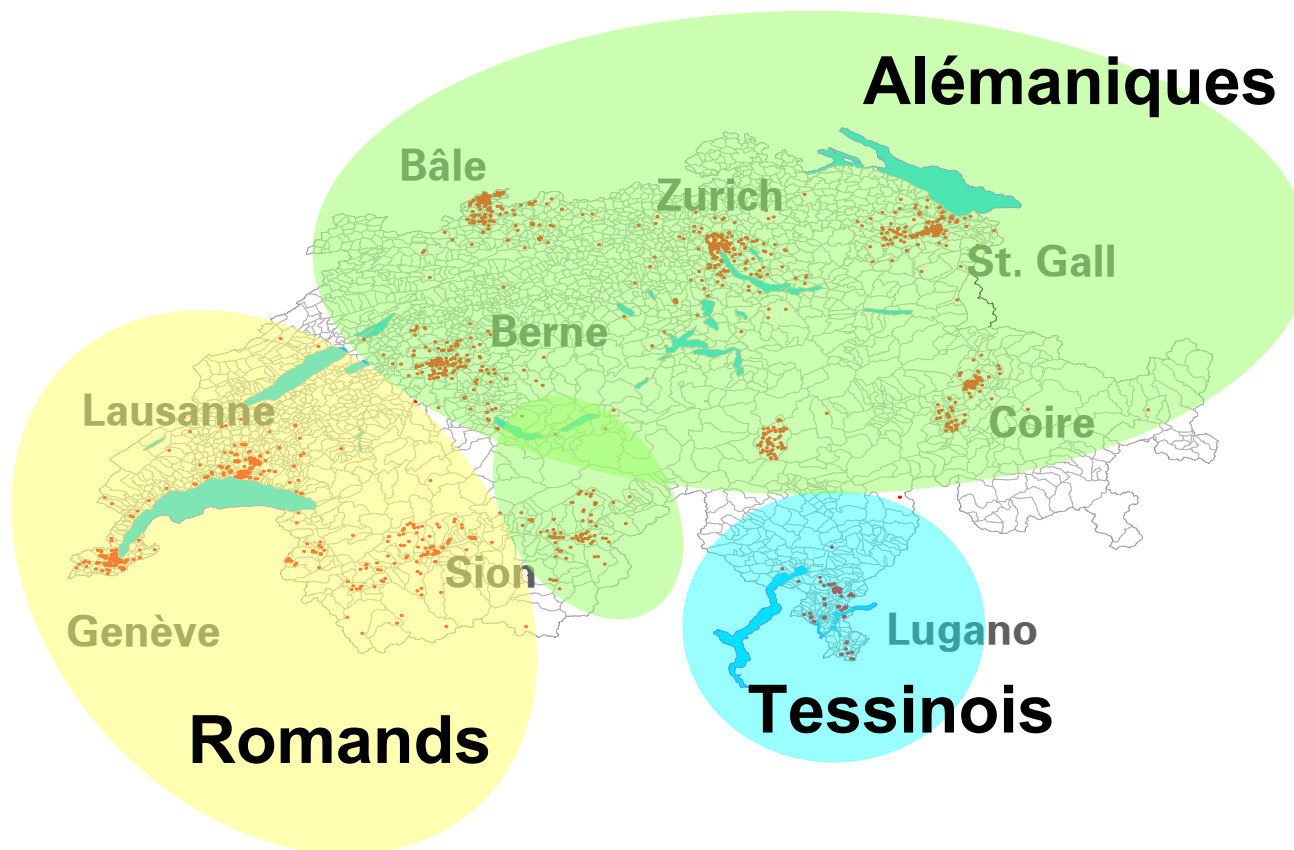 Alémaniques
Bâle
Zurich
St. Gall
Berne
Lausanne
Coire
Sion
Genève
Lugano
Tessinois
Romands